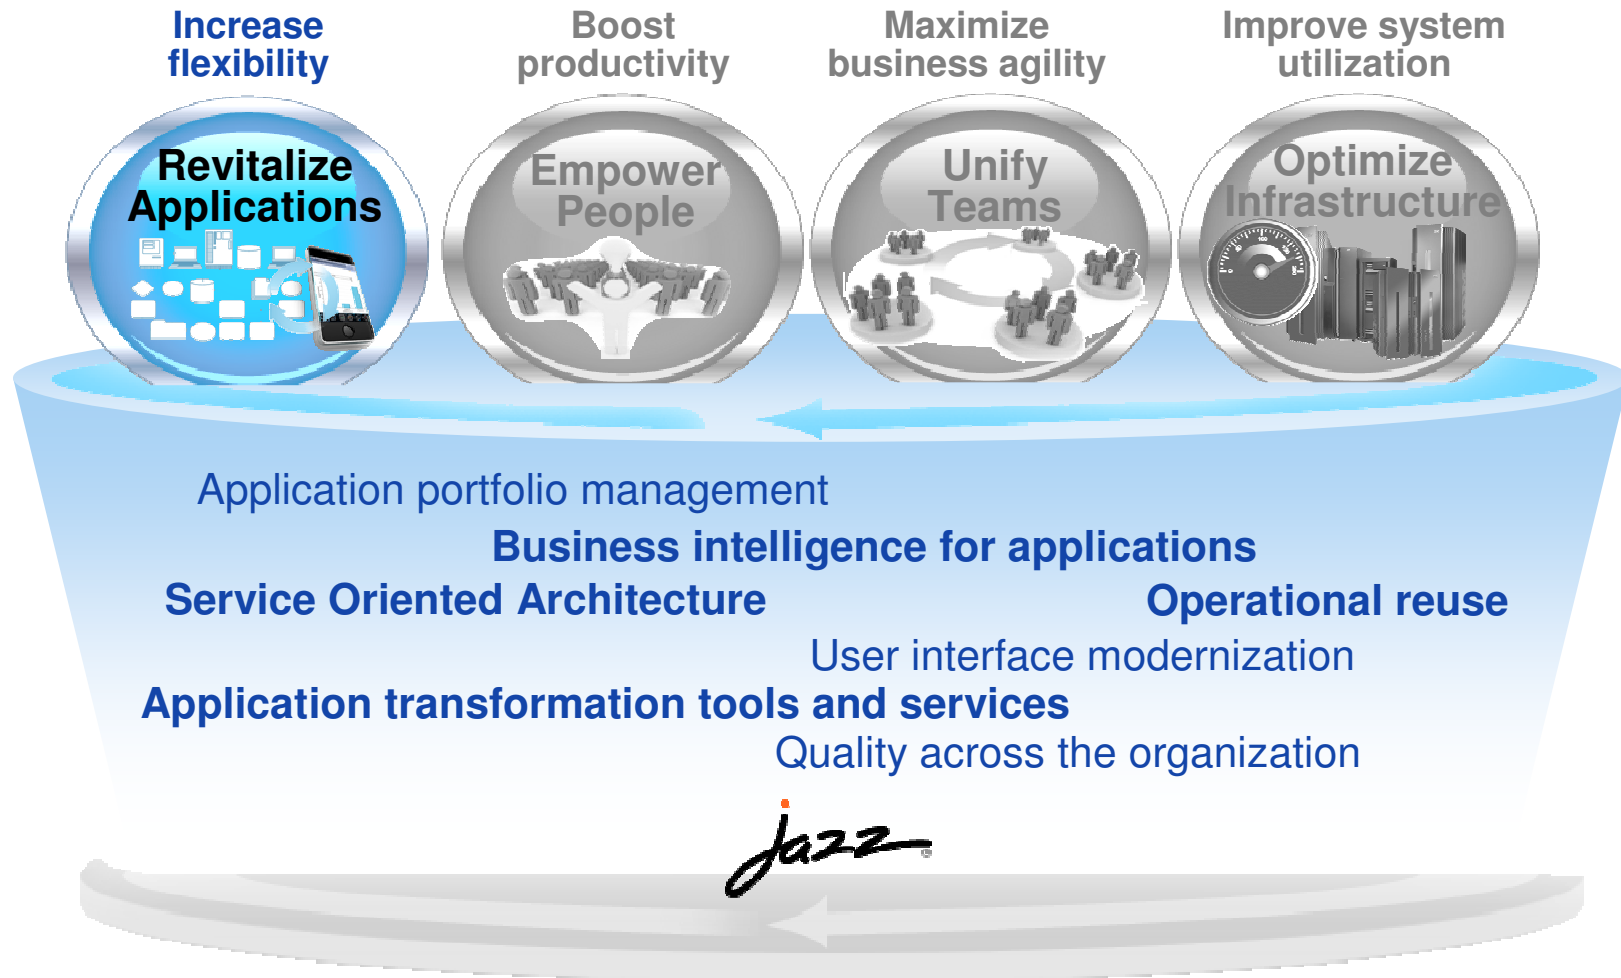 Increase
flexibility
Boost
productivity
Maximize
business agility
Improve system
utilization
Revitalize
Applications
Empower
People
Unify
Teams
Optimize
Infrastructure
Application portfolio management
Business intelligence for applications
Service Oriented Architecture
Operational reuse
User interface modernization
Application transformation tools and services
Quality across the organization
jazz